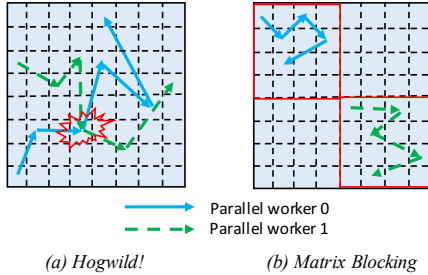 Parallel worker 0
Parallel worker 1
(a) Hogwild!
(b) Matrix Blocking